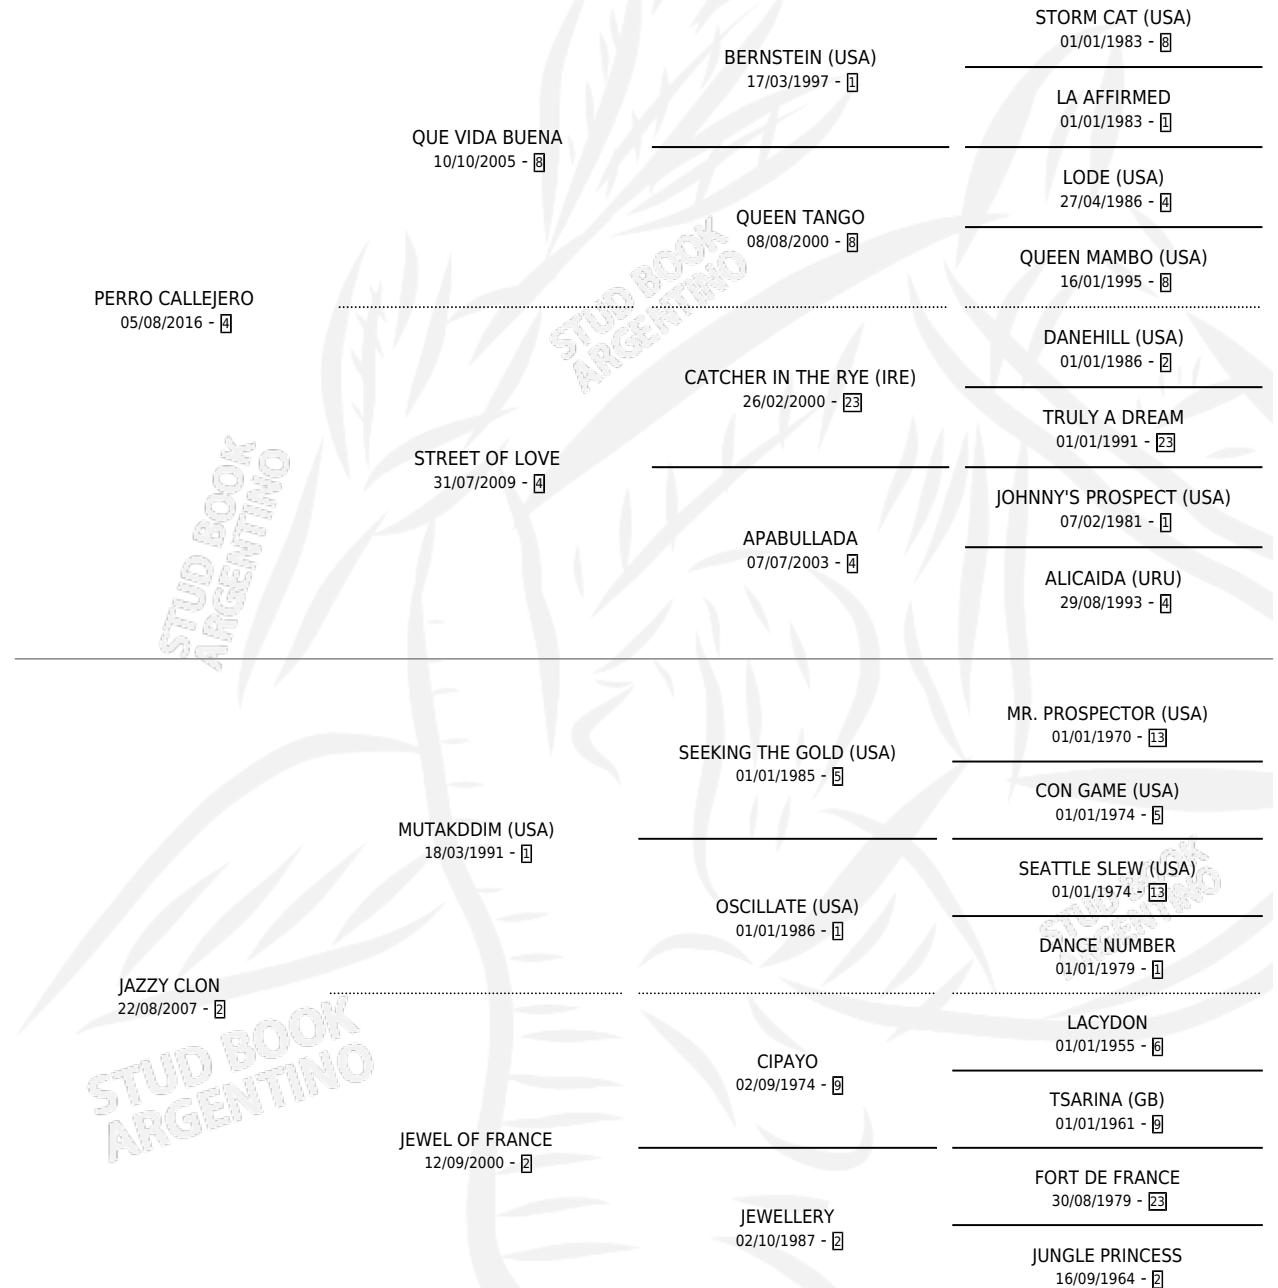 STORM CAT (USA)
01/01/1983 - 8
BERNSTEIN (USA)
17/03/1997 - 1
LA AFFIRMED
01/01/1983 - 1
QUE VIDA BUENA
10/10/2005 - 8
LODE (USA)
27/04/1986 - 4
QUEEN TANGO
08/08/2000 - 8
QUEEN MAMBO (USA)
16/01/1995 - 8
PERRO CALLEJERO
05/08/2016 - 4
STUD BOOK
ARGENTINO
DANEHILL (USA)
01/01/1986 - 2
CATCHER IN THE RYE (IRE)
26/02/2000 - 23
TRULY A DREAM
01/01/1991 - 23
STREET OF LOVE
31/07/2009 - 4
JOHNNY'S PROSPECT (USA)
07/02/1981 - 1
APABULLADA
07/07/2003 - 4
ALICAIDA (URU)
29/08/1993 - 4
STUD BOOK
ARGENTINO
MR. PROSPECTOR (USA)
01/01/1970 - 13
SEEKING THE GOLD (USA)
01/01/1985 - 5
CON GAME (USA)
01/01/1974 - 5
MUTAKDDIM (USA)
18/03/1991 - 1
SEATTLE SLEW (USA)
01/01/1974 - 13
OSCILLATE (USA)
01/01/1986 - 1
STUD BOOK
ARGENTINO
DANCE NUMBER
01/01/1979 - 1
JAZZY CLON
22/08/2007 - 2
LACYDON
01/01/1955 - 6
CIPAYO
02/09/1974 - 9
STUD BOOK
ARGENTINO
TSARINA (GB)
01/01/1961 - 9
JEWEL OF FRANCE
12/09/2000 - 2
FORT DE FRANCE
30/08/1979 - 23
JEWELLERY
02/10/1987 - 2
JUNGLE PRINCESS
16/09/1964 - 2